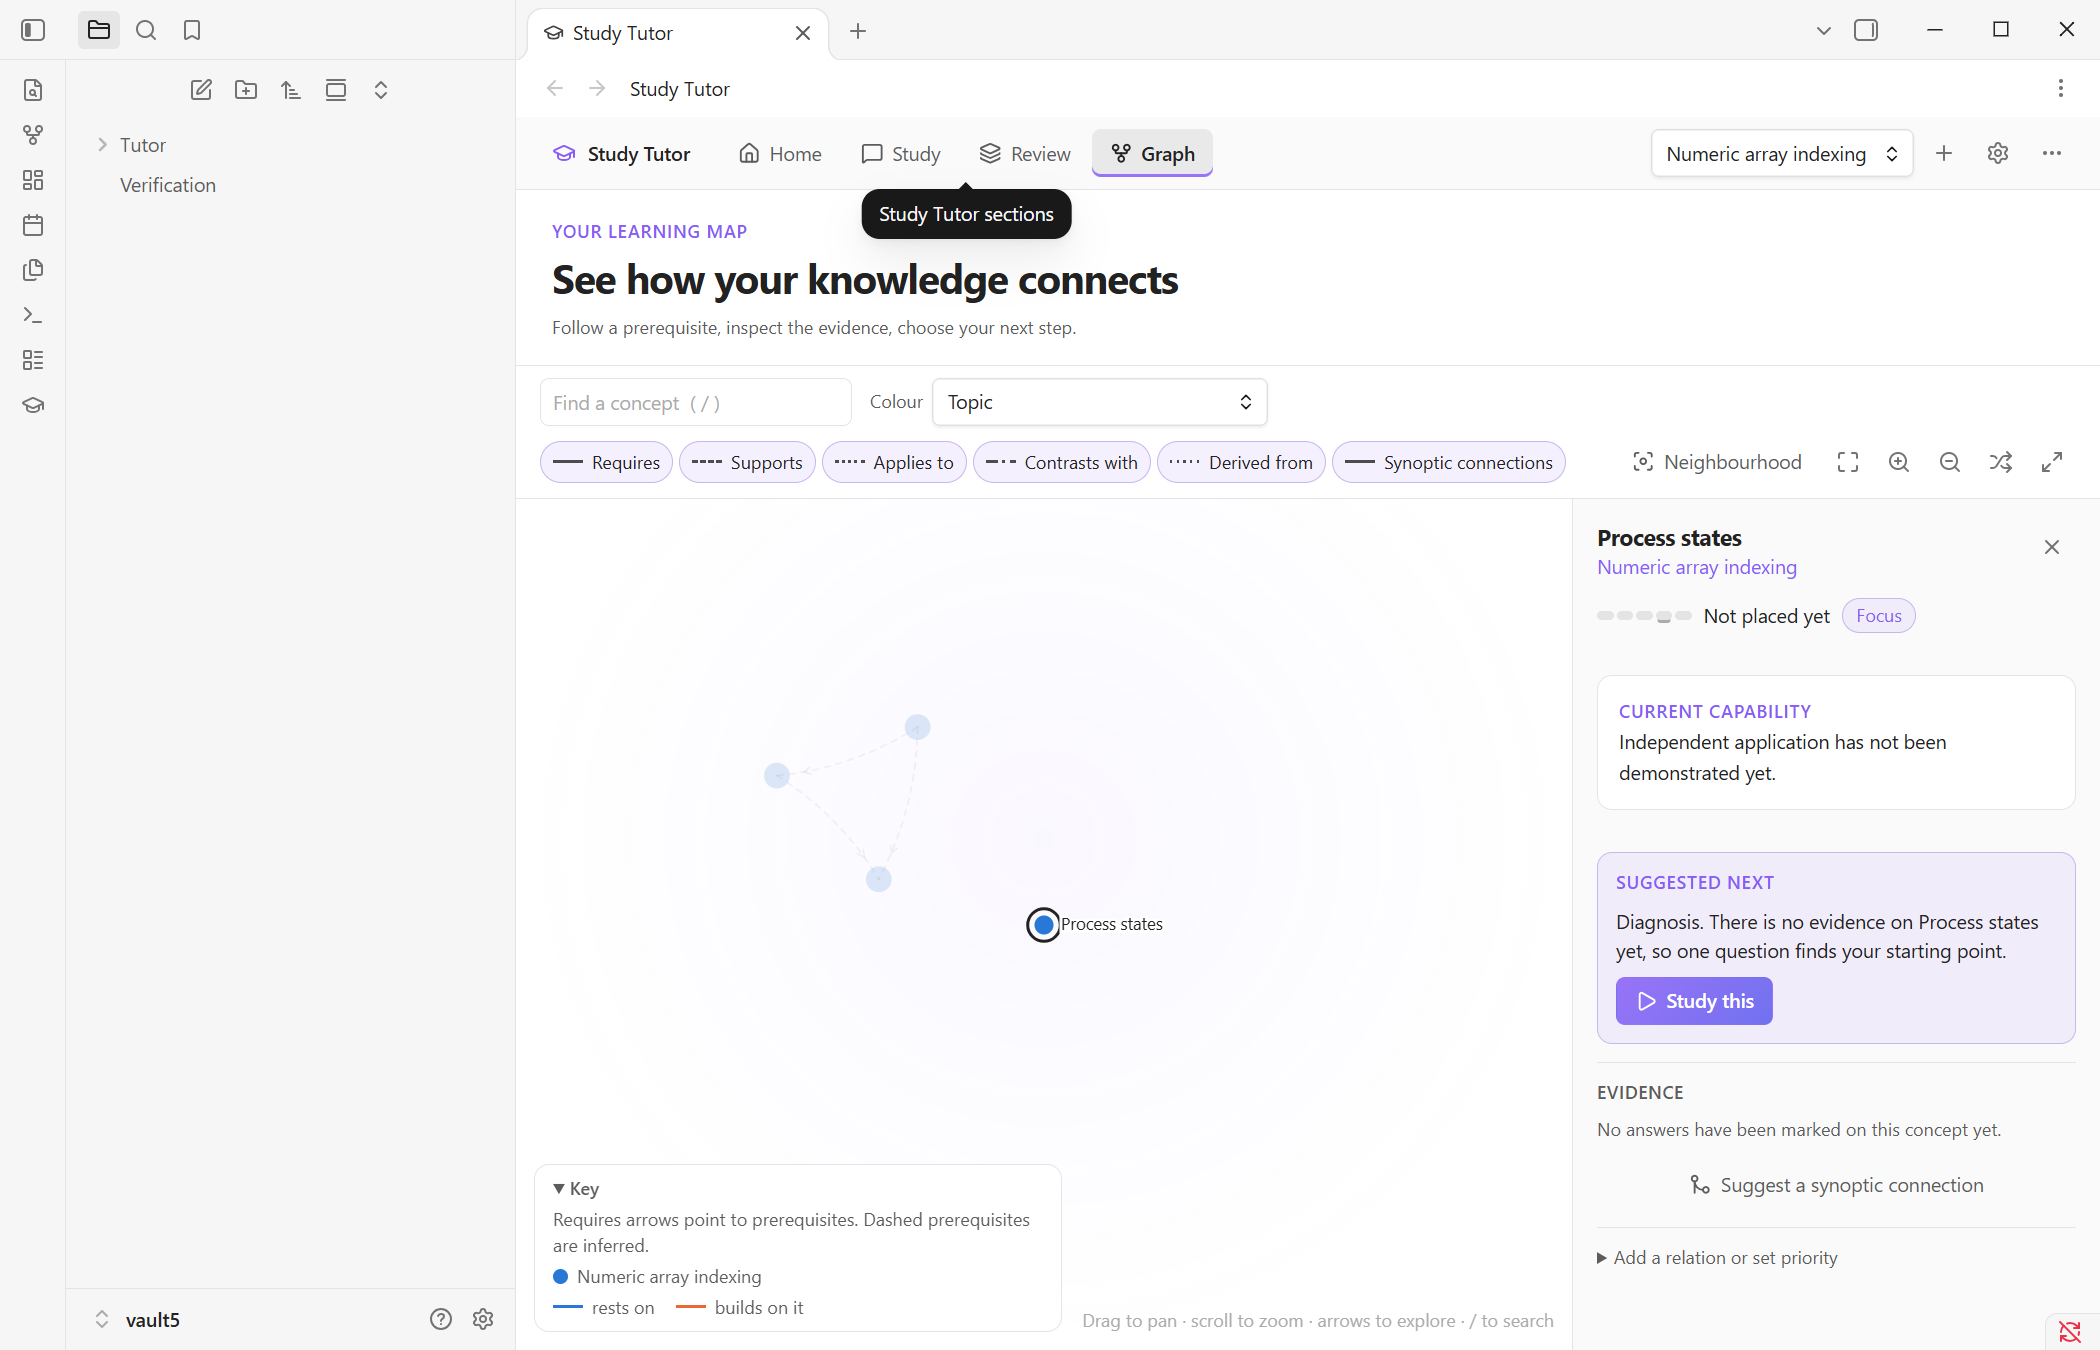 Study Tutor
Study Tutor
Tutor
Verification
Study Tutor
Home
Study
Review
Graph
Numeric array indexing
Study Tutor sections
YOUR LEARNING MAP
See how your knowledge connects
Follow a prerequisite, inspect the evidence, choose your next step.
Find a concept ( / )
Colour
Topic
Requires
Supports
Applies to
Contrasts with
Derived from
Synoptic connections
Neighbourhood
Process states
Process states
Numeric array indexing
Not placed yet
Focus
CURRENT CAPABILITY
Independent application has not been
demonstrated yet.
SUGGESTED NEXT
Diagnosis. There is no evidence on Process states
yet, so one question finds your starting point.
Study this
EVIDENCE
No answers have been marked on this concept yet.
Suggest a synoptic connection
Add a relation or set priority
Key
Requires arrows point to prerequisites. Dashed prerequisites
are inferred.
Numeric array indexing
rests on
builds on it
Drag to pan · scroll to zoom · arrows to explore · / to search
vault5